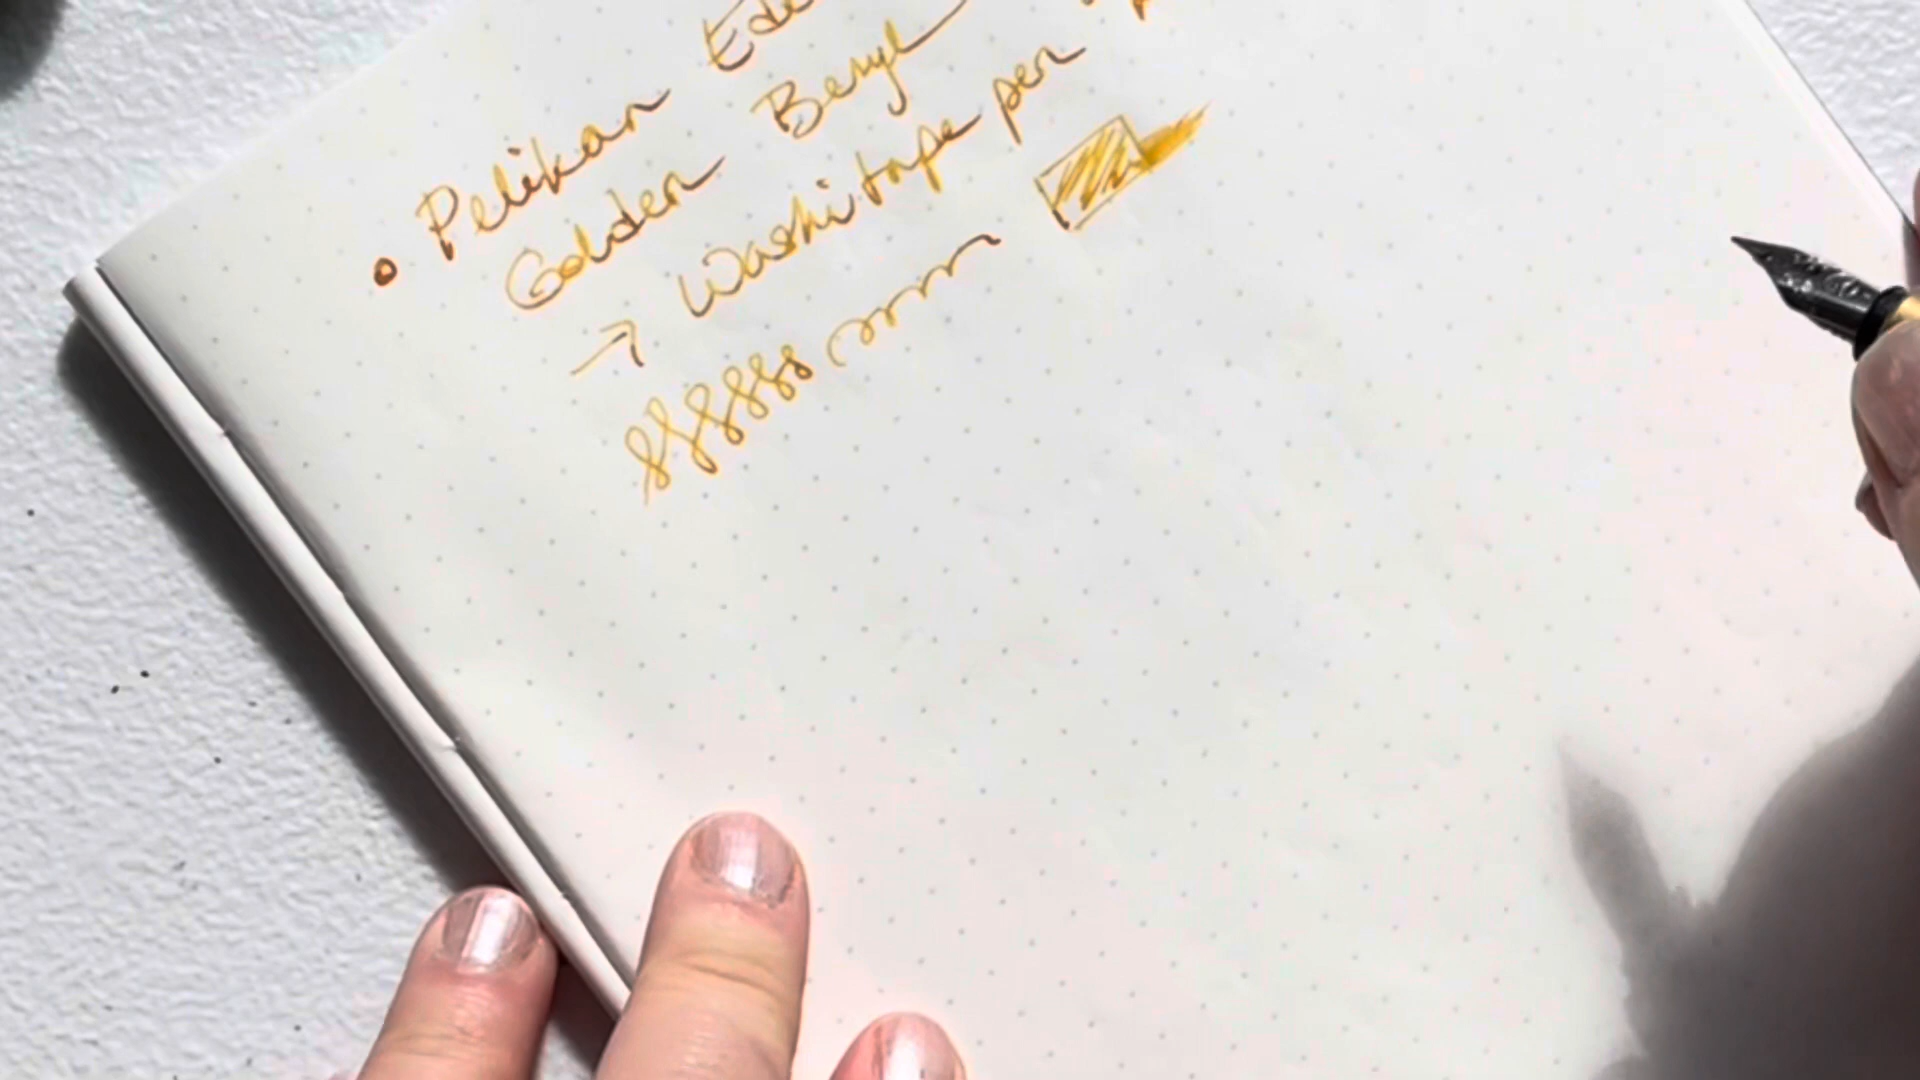 Pelikan
Golden Beryl
→ Washi tape pen